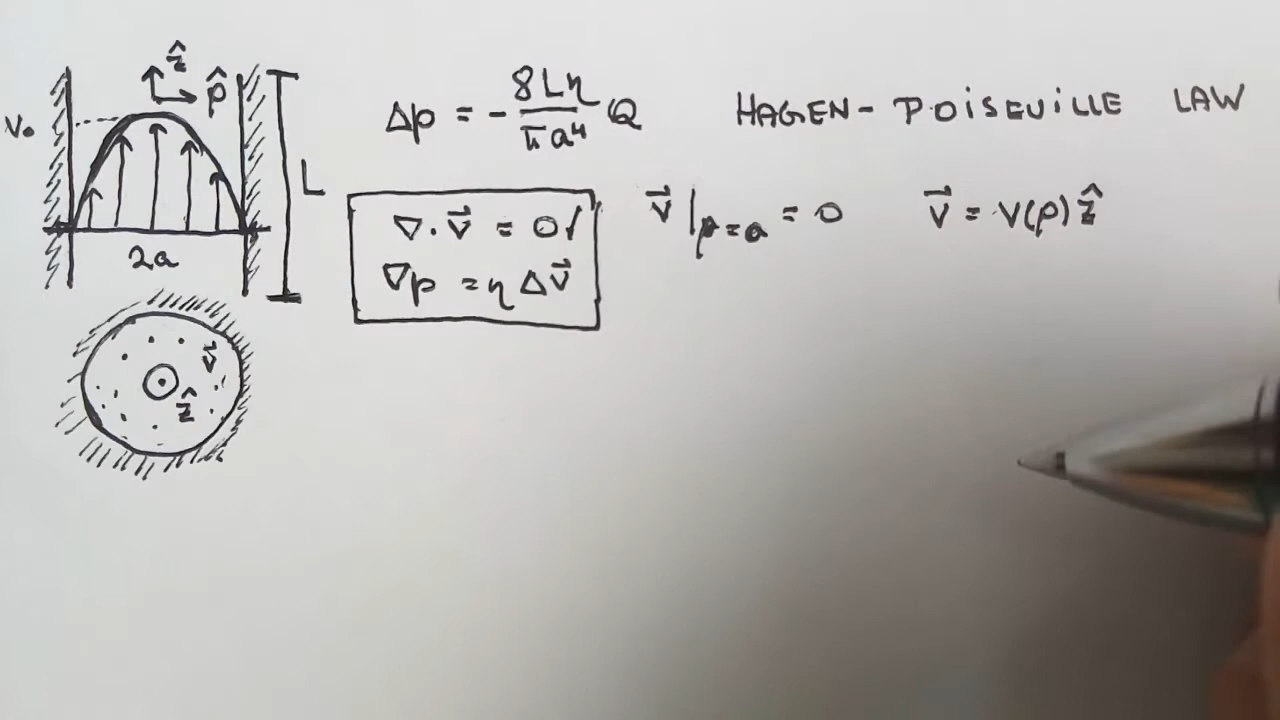 ẑ
ρ̂
V₀
L
2a
v⃗
ẑ
Δp = - 8Lη / πa⁴ Q
HAGEN-POISEUILLE LAW
∇·v⃗ = 0 ✓
∇p = η Δv⃗
v⃗ |ρ=a = 0
v⃗ = v(ρ) ẑ